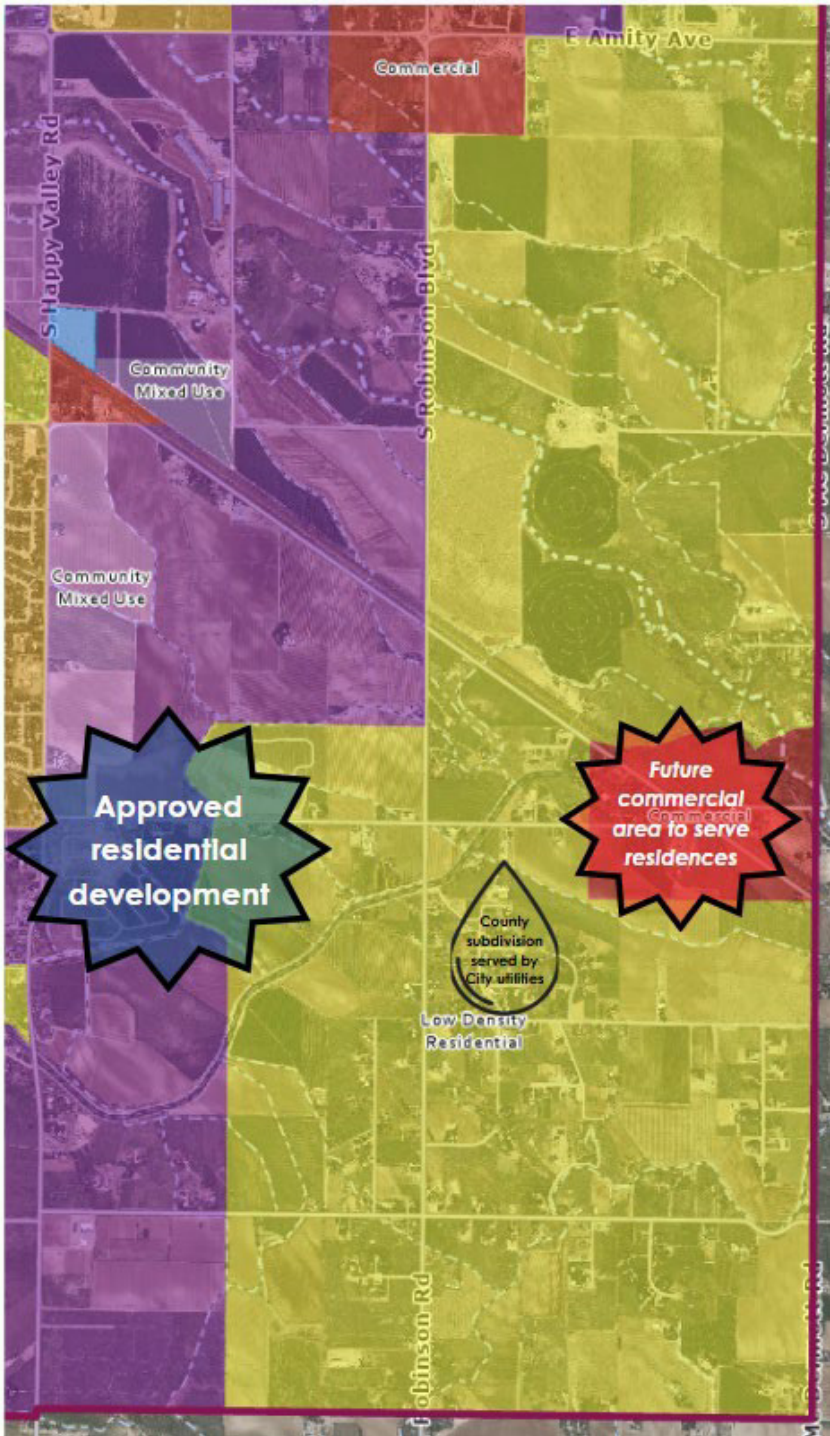 E Amity Ave
Commercial
S Happy Valley Rd
S Robinson Blvd
Community
Mixed Use
Community
Mixed Use
Approved
residential
development
Future
commercial
area to serve
residences
Commercial
County
subdivision
served by
City utilities
Low Density
Residential
Robinson Rd